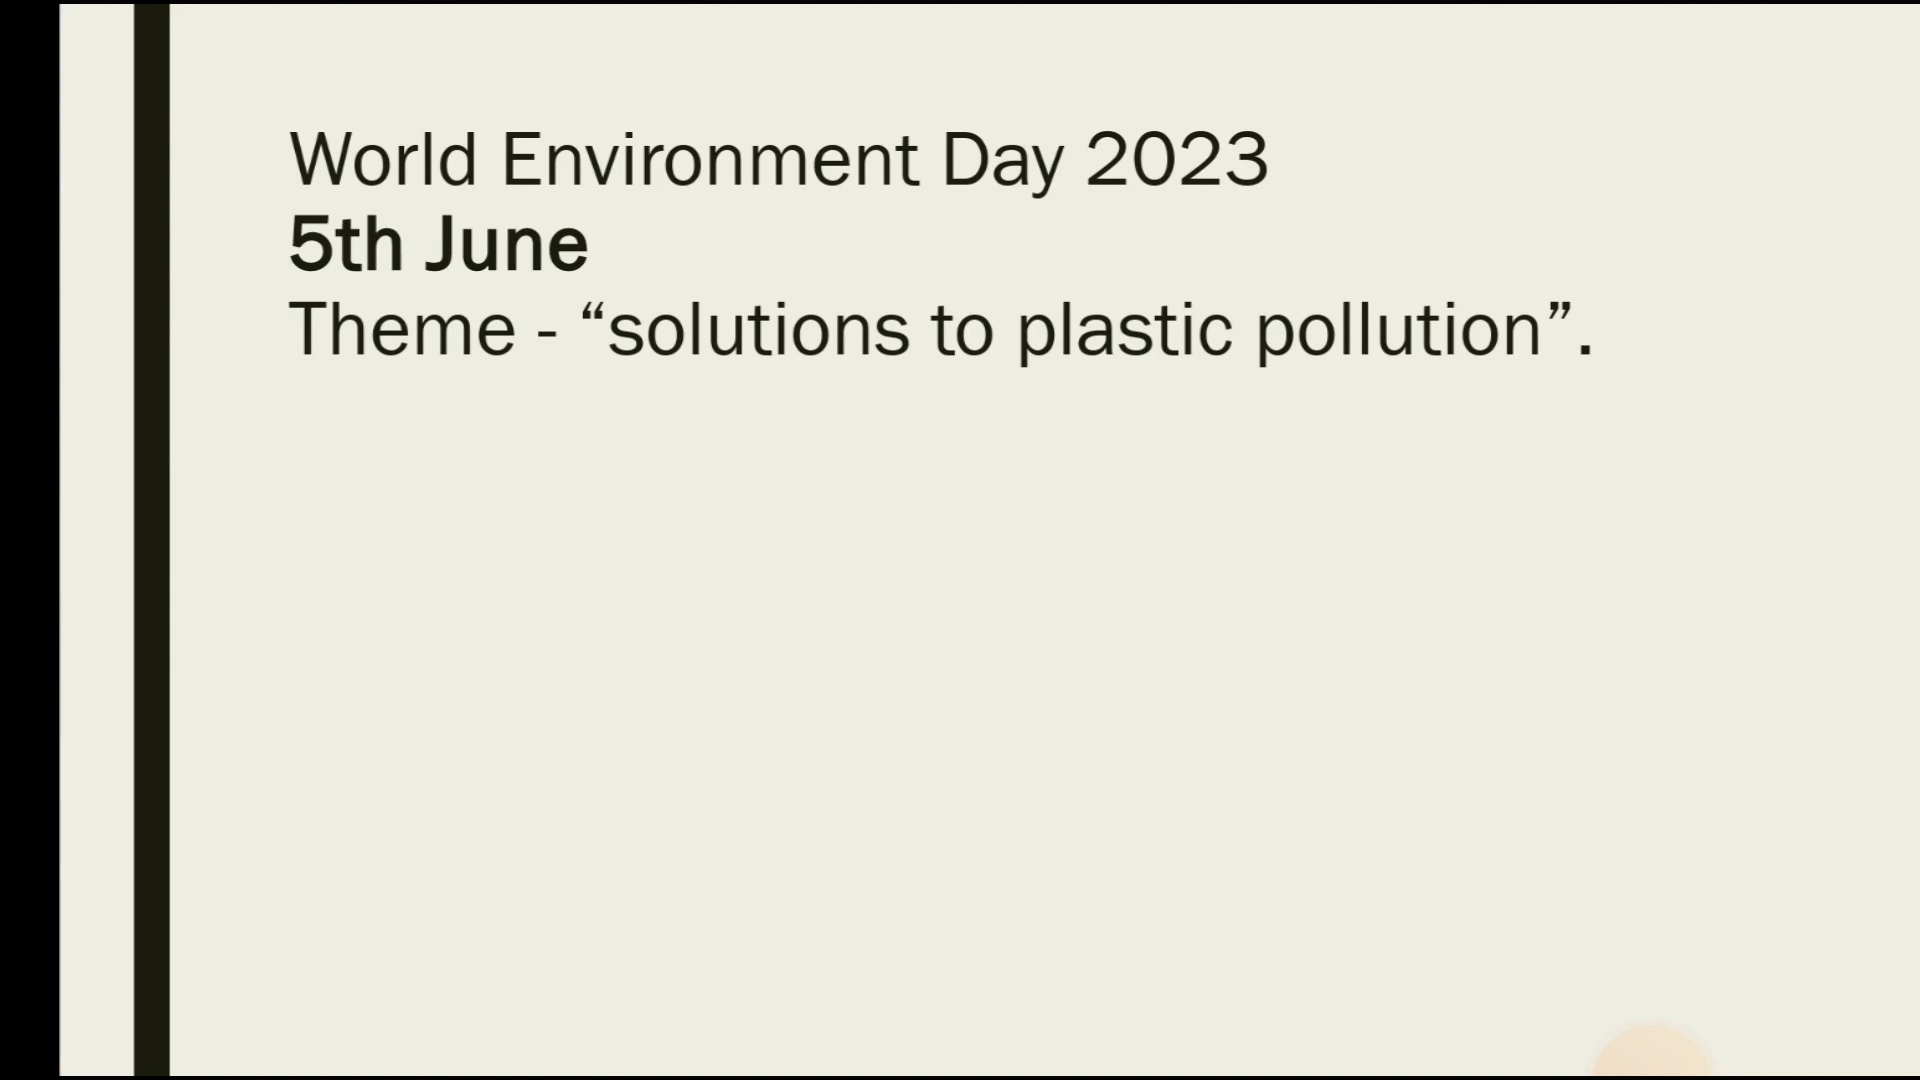 World Environment Day 2023
5th June
Theme - “solutions to plastic pollution”.